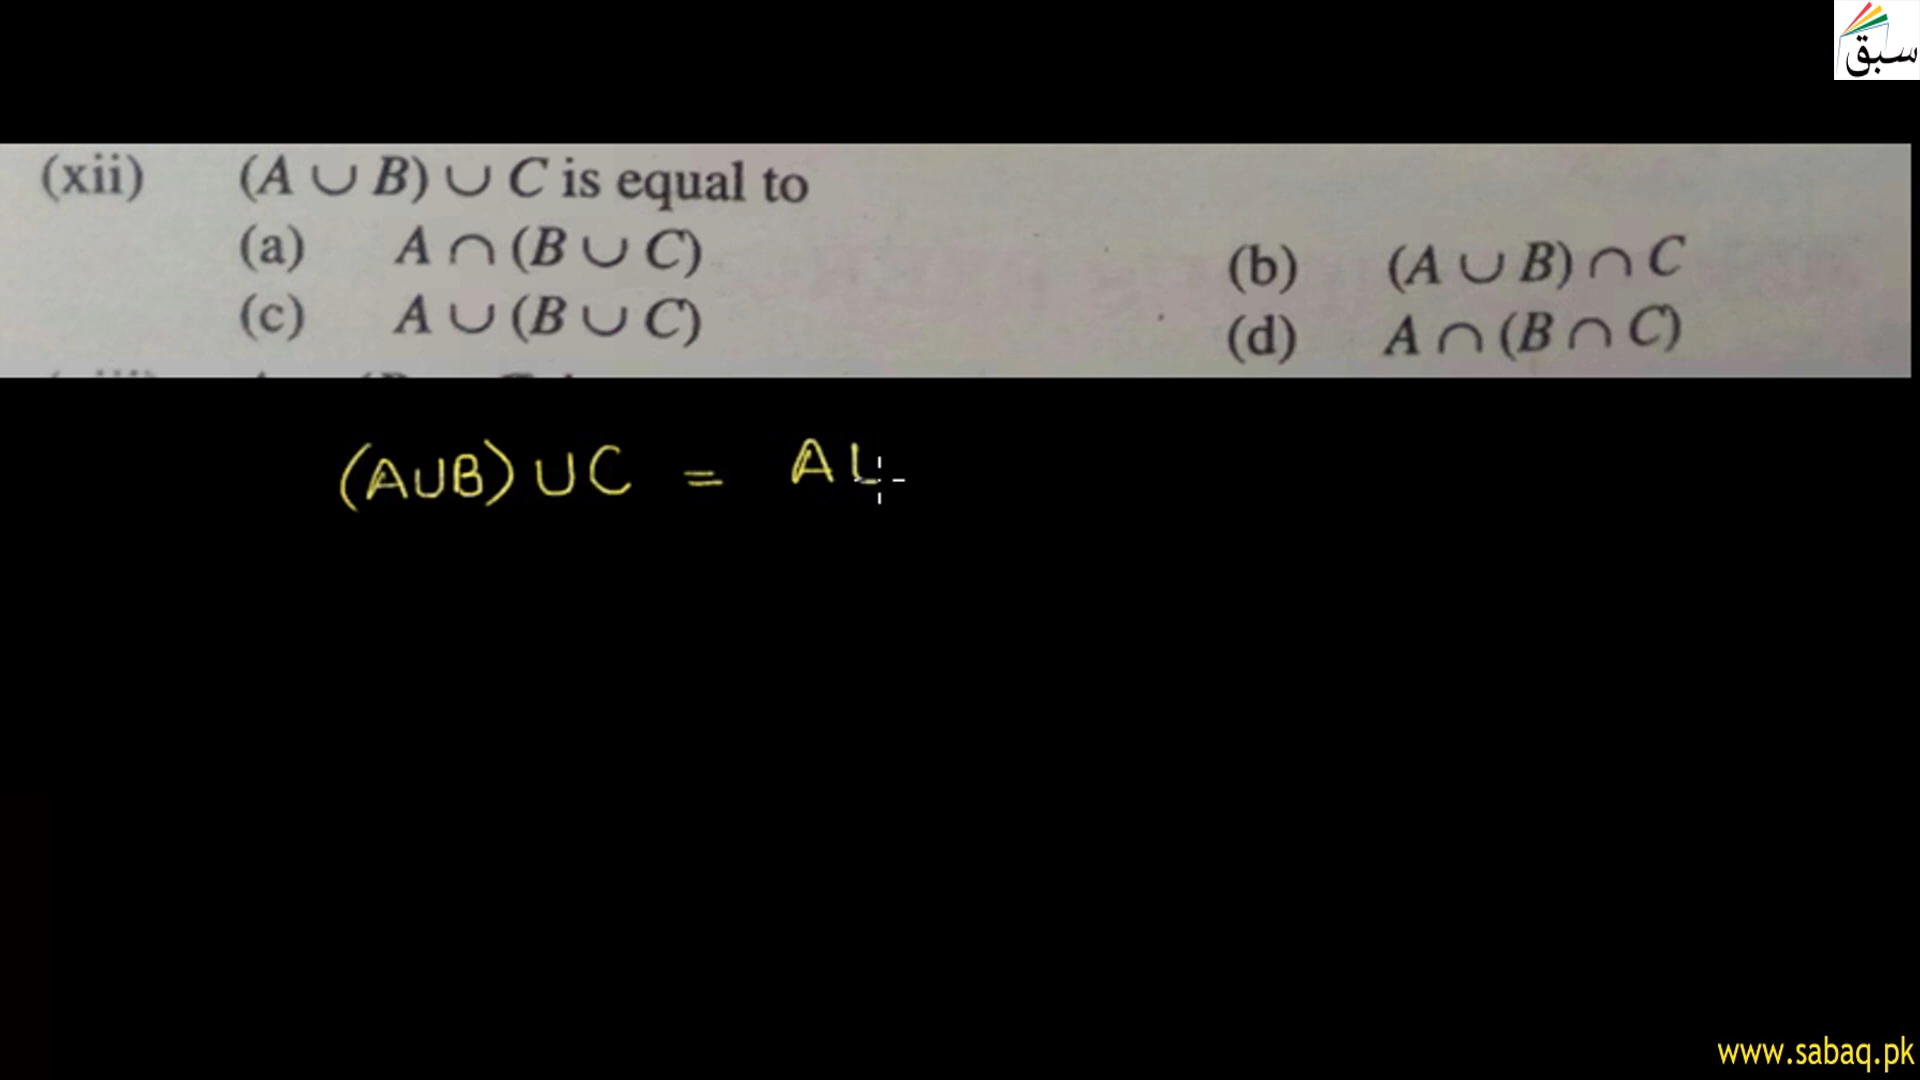 سبق
(xii) (A ∪ B) ∪ C is equal to
(a) A ∩ (B ∪ C) (b) (A ∪ B) ∩ C
(c) A ∪ (B ∪ C) (d) A ∩ (B ∩ C)
(A∪B) ∪ C = A
www.sabaq.pk